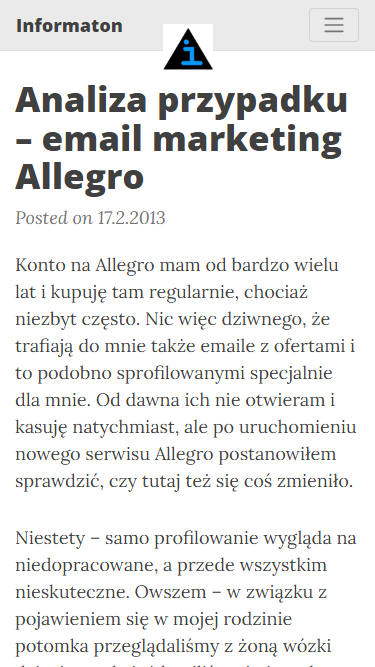 Informaton
Analiza przypadku
– email marketing
Allegro
Posted on 17.2.2013
Konto na Allegro mam od bardzo wielu
lat i kupuję tam regularnie, chociaż
niezbyt często. Nic więc dziwnego, że
trafiają do mnie także emaile z ofertami i
to podobno sprofilowanymi specjalnie
dla mnie. Od dawna ich nie otwieram i
kasuję natychmiast, ale po uruchomieniu
nowego serwisu Allegro postanowiłem
sprawdzić, czy tutaj też się coś zmieniło.
Niestety – samo profilowanie wygląda na
niedopracowane, a przede wszystkim
nieskuteczne. Owszem – w związku z
pojawieniem się w mojej rodzinie
potomka przeglądaliśmy z żoną wózki